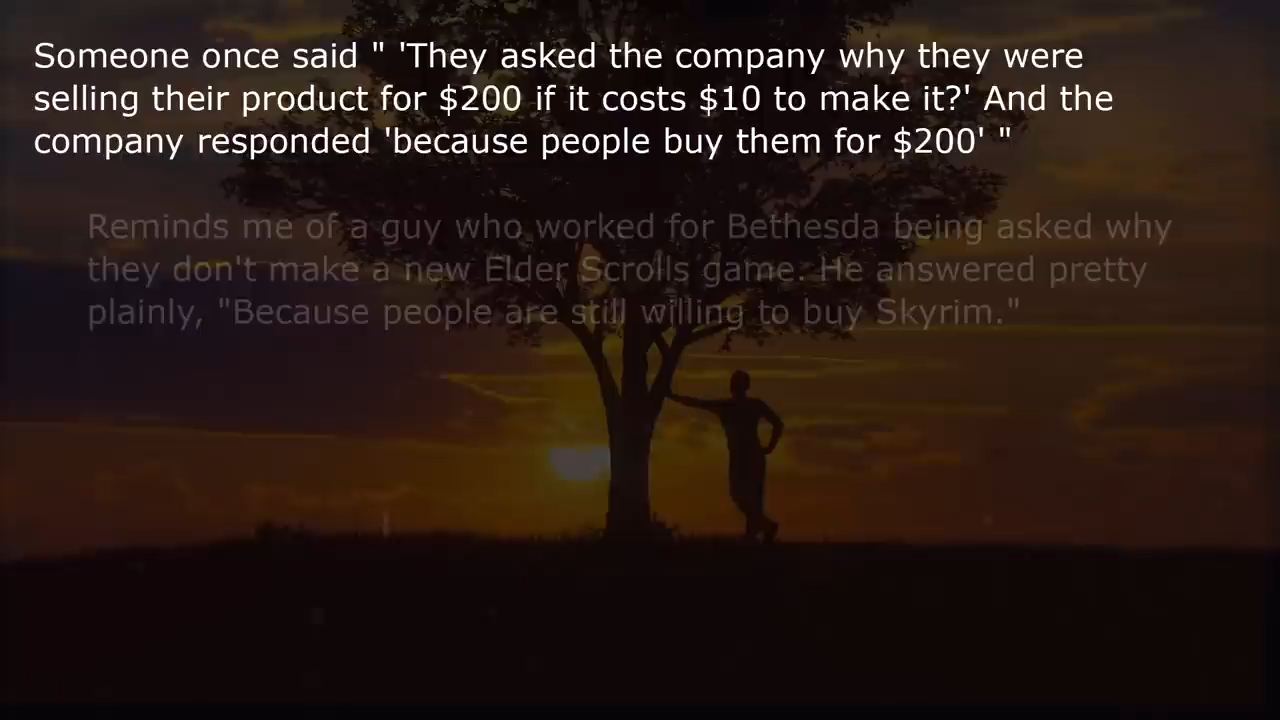 Someone once said " 'They asked the company why they were
selling their product for $200 if it costs $10 to make it?' And the
company responded 'because people buy them for $200' "
Reminds me of a guy who worked for Bethesda being asked why
they don't make a new Elder Scrolls game. He answered pretty
plainly, "Because people are still willing to buy Skyrim."